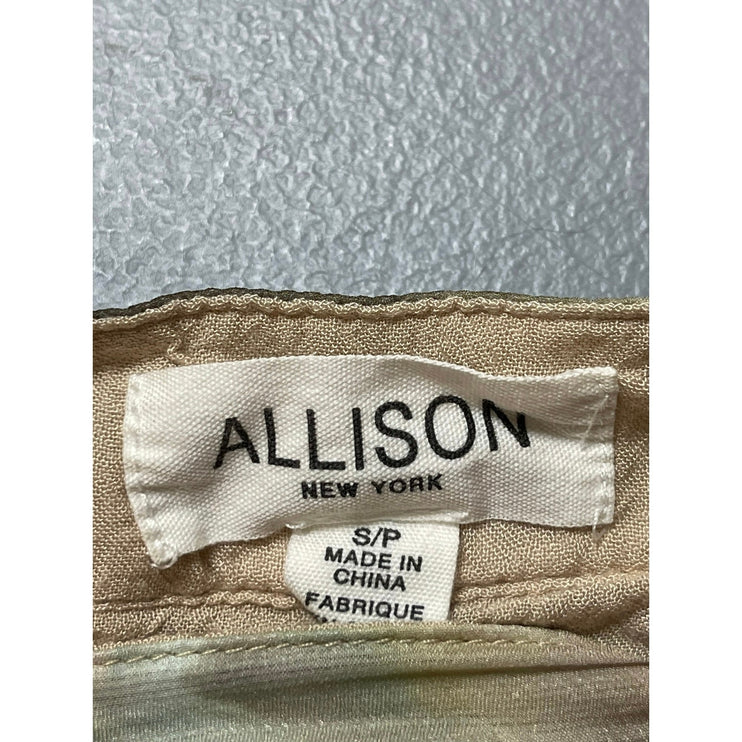 ALLISON
NEW YORK
S/P
MADE IN
CHINA
FABRIQUE